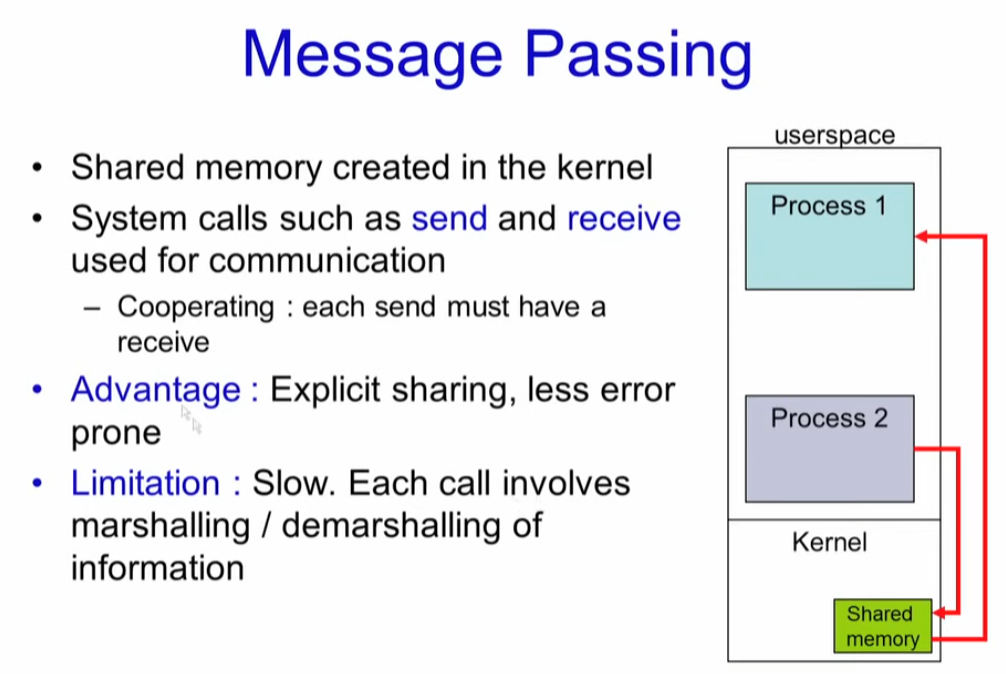 Message Passing
• Shared memory created in the kernel
• System calls such as send and receive
used for communication
– Cooperating : each send must have a
receive
• Advantage : Explicit sharing, less error
prone
• Limitation : Slow. Each call involves
marshalling / demarshalling of
information
userspace
Process 1
Process 2
Kernel
Shared
memory